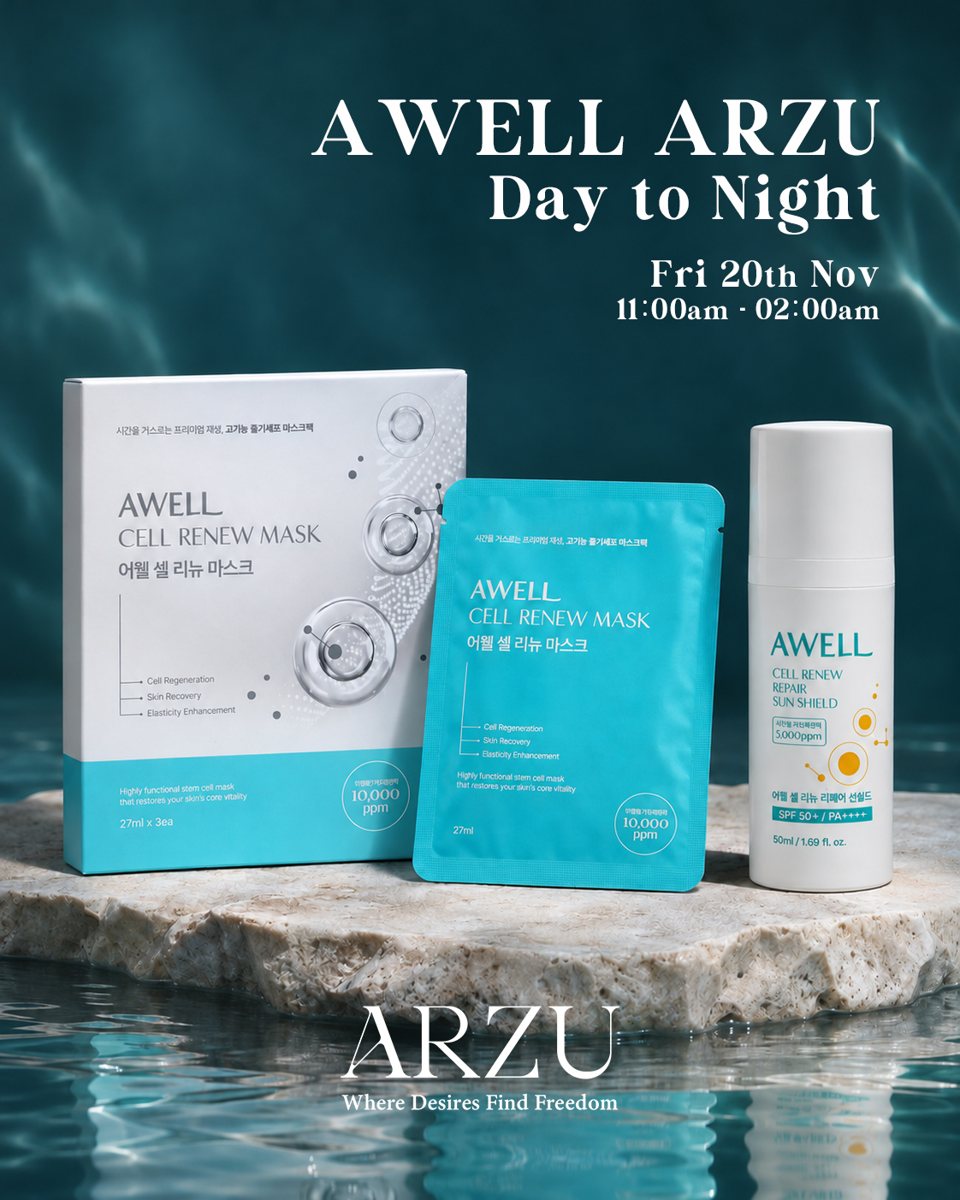 AWELL ARZU
Day to Night
Fri 20th Nov
11:00am - 02:00am
시간을 거스르는 프리미엄 재생, 고기능 줄기세포 마스크팩
AWELL
CELL RENEW MASK
어웰 셀 리뉴 마스크
Cell Regeneration
Skin Recovery
Elasticity Enhancement
Highly functional stem cell mask
that restores your skin's core vitality
27ml x 3ea
10,000
ppm
시간을 거스르는 프리미엄 재생, 고기능 줄기세포 마스크팩
AWELL
CELL RENEW MASK
어웰 셀 리뉴 마스크
Cell Regeneration
Skin Recovery
Elasticity Enhancement
Highly functional stem cell mask
that restores your skin's core vitality
27ml
10,000
ppm
AWELL
CELL RENEW
REPAIR
SUN SHIELD
5,000ppm
어웰 셀 리뉴 리페어 선쉴드
SPF 50+ / PA++++
50ml / 1.69 fl. oz.
ARZU
Where Desires Find Freedom